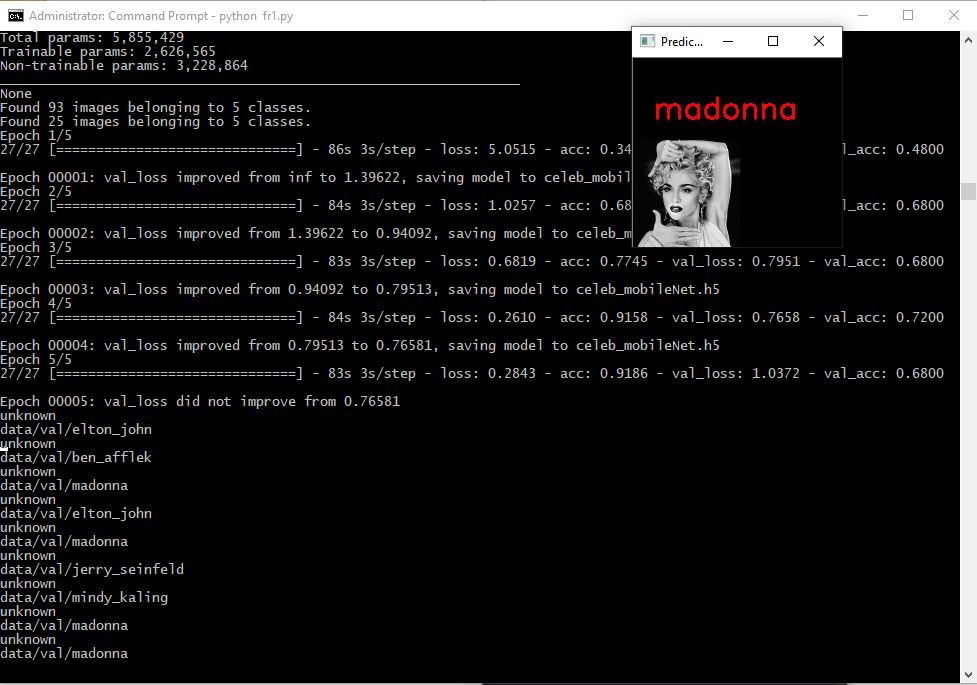 Administrator: Command Prompt - python fr1.py
Total params: 5,855,429
Trainable params: 2,626,565
Non-trainable params: 3,228,864
None
Found 93 images belonging to 5 classes.
Found 25 images belonging to 5 classes.
Epoch 1/5
27/27 [==============================] - 86s 3s/step - loss: 5.0515 - acc: 0.34 l_acc: 0.4800
Epoch 00001: val_loss improved from inf to 1.39622, saving model to celeb_mobil
Epoch 2/5
27/27 [==============================] - 84s 3s/step - loss: 1.0257 - acc: 0.68 l_acc: 0.6800
Epoch 00002: val_loss improved from 1.39622 to 0.94092, saving model to celeb_m
Epoch 3/5
27/27 [==============================] - 83s 3s/step - loss: 0.6819 - acc: 0.7745 - val_loss: 0.7951 - val_acc: 0.6800
Epoch 00003: val_loss improved from 0.94092 to 0.79513, saving model to celeb_mobileNet.h5
Epoch 4/5
27/27 [==============================] - 84s 3s/step - loss: 0.2610 - acc: 0.9158 - val_loss: 0.7658 - val_acc: 0.7200
Epoch 00004: val_loss improved from 0.79513 to 0.76581, saving model to celeb_mobileNet.h5
Epoch 5/5
27/27 [==============================] - 83s 3s/step - loss: 0.2843 - acc: 0.9186 - val_loss: 1.0372 - val_acc: 0.6800
Epoch 00005: val_loss did not improve from 0.76581
unknown
data/val/elton_john
unknown
data/val/ben_afflek
unknown
data/val/madonna
unknown
data/val/elton_john
unknown
data/val/madonna
unknown
data/val/jerry_seinfeld
unknown
data/val/mindy_kaling
unknown
data/val/madonna
unknown
data/val/madonna
Predic...
madonna